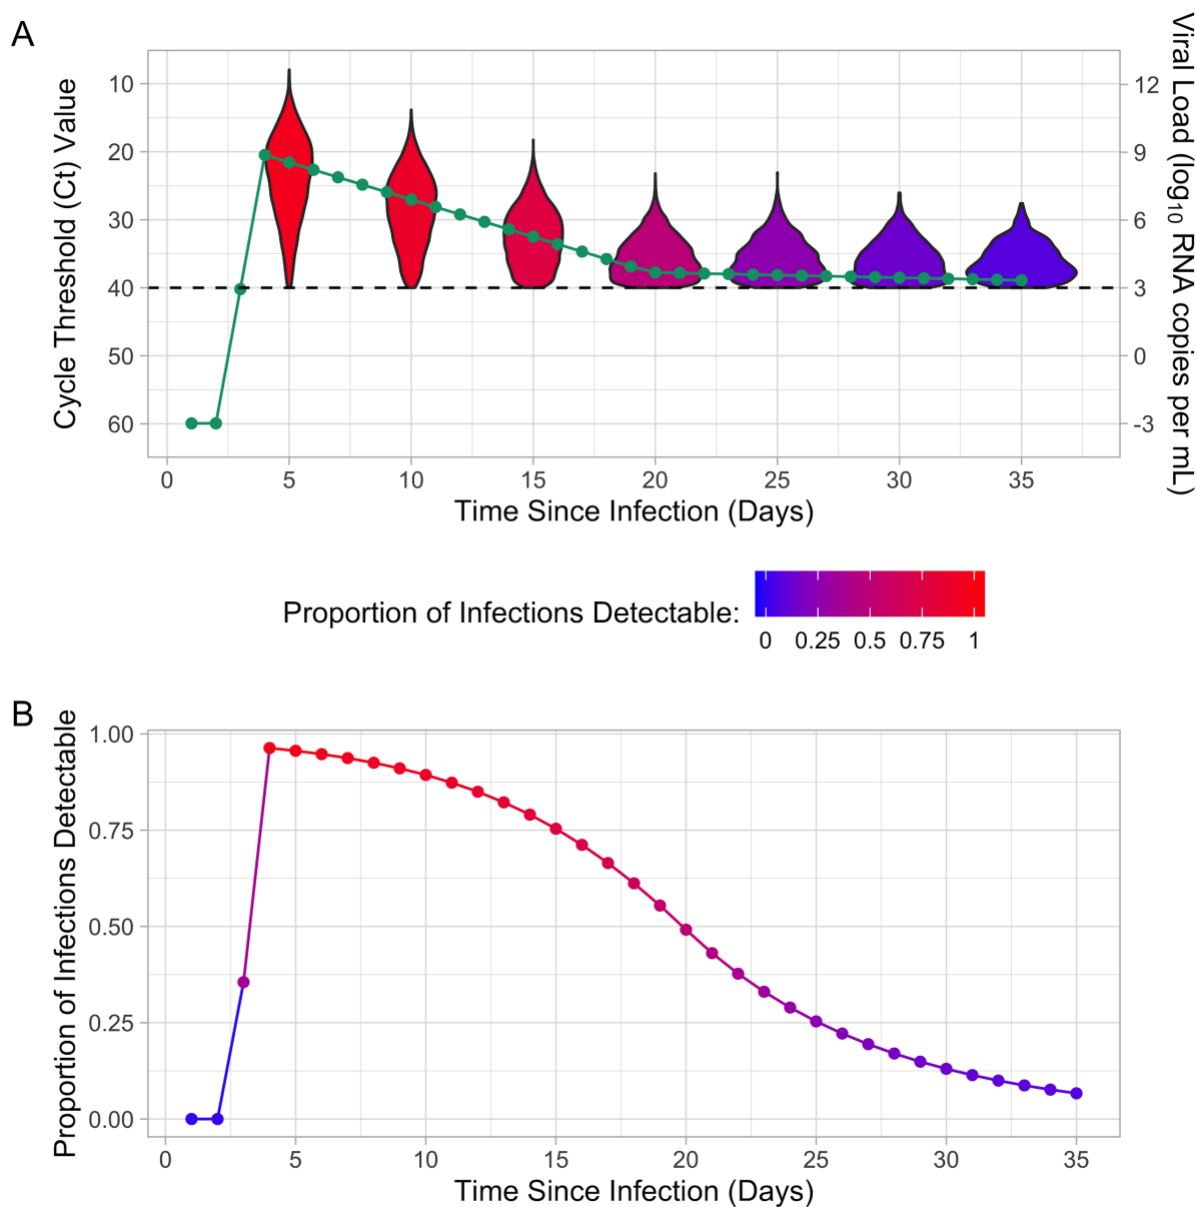 A
Cycle Threshold (Ct) Value
10
20
30
40
50
60
12
9
6
3
0
-3
Viral Load (log10 RNA copies per mL)
0 5 10 15 20 25 30 35
Time Since Infection (Days)
Proportion of Infections Detectable:
0 0.25 0.5 0.75 1
B
Proportion of Infections Detectable
1.00
0.75
0.50
0.25
0.00
0 5 10 15 20 25 30 35
Time Since Infection (Days)